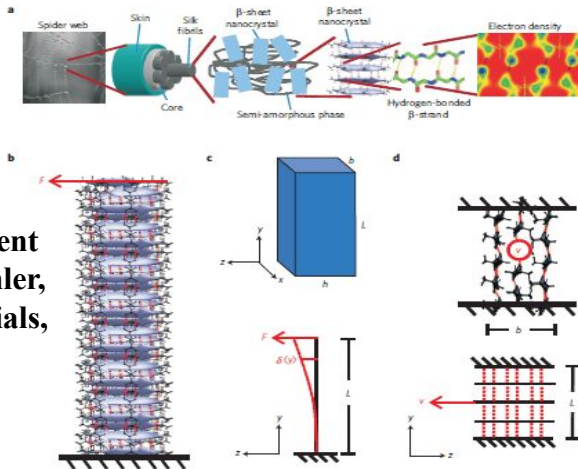 a
Spider web
Skin
Silk
fibrils
β-sheet
nanocrystal
β-sheet
nanocrystal
Electron density
Core
Semi-amorphous phase
Hydrogen-bonded
β-strand
b
F
c
b
L
h
y
z
x
F
δ(y)
L
y
z
d
v
b
v
L
y
z
ent
aler,
ials,